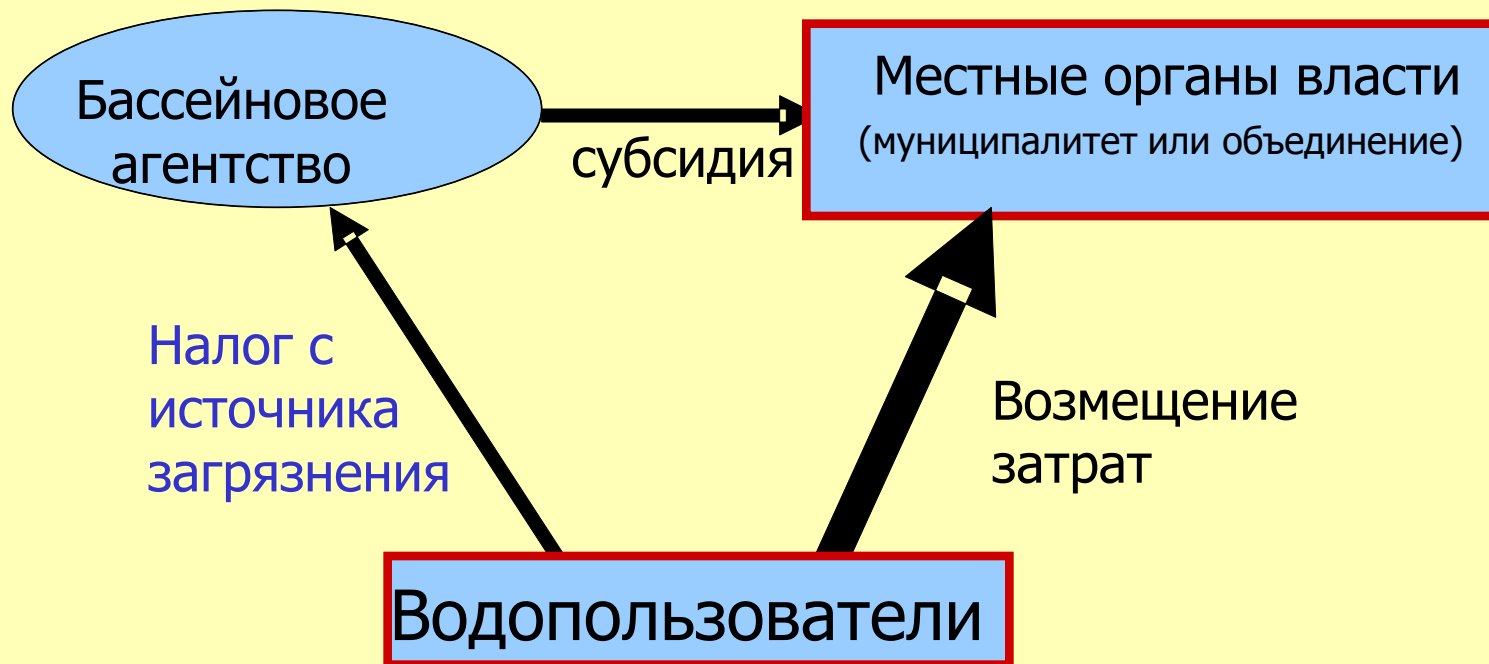 Бассейновое
агентство
субсидия
Местные органы власти
(муниципалитет или объединение)
Налог с
источника
загрязнения
Возмещение
затрат
Водопользователи